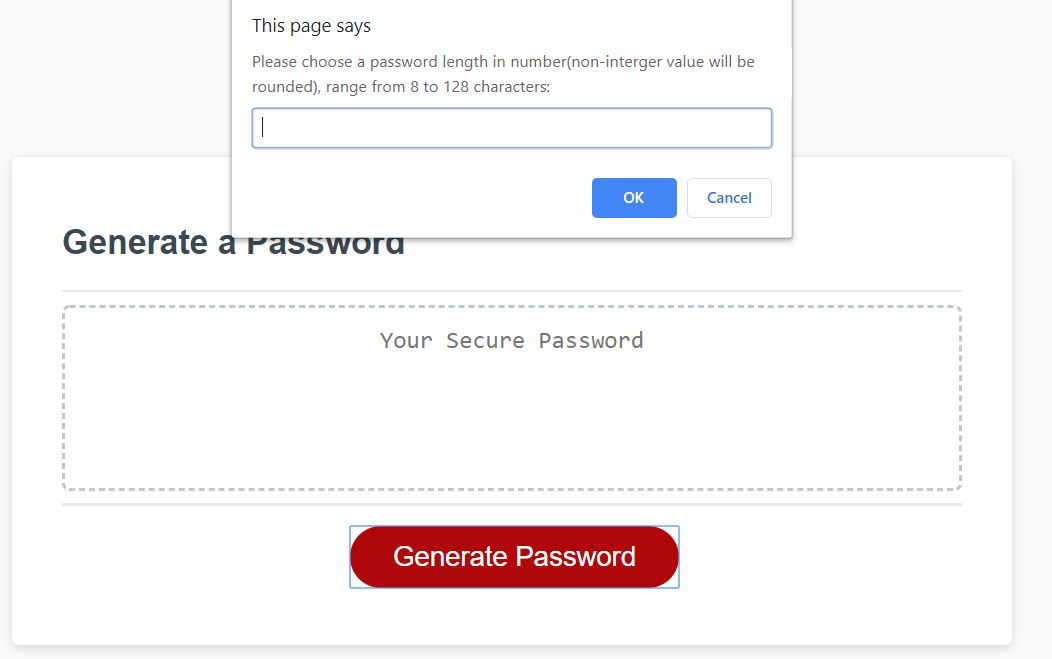 This page says
Please choose a password length in number(non-interger value will be
rounded), range from 8 to 128 characters:
OK Cancel
Generate a Password
Your Secure Password
Generate Password